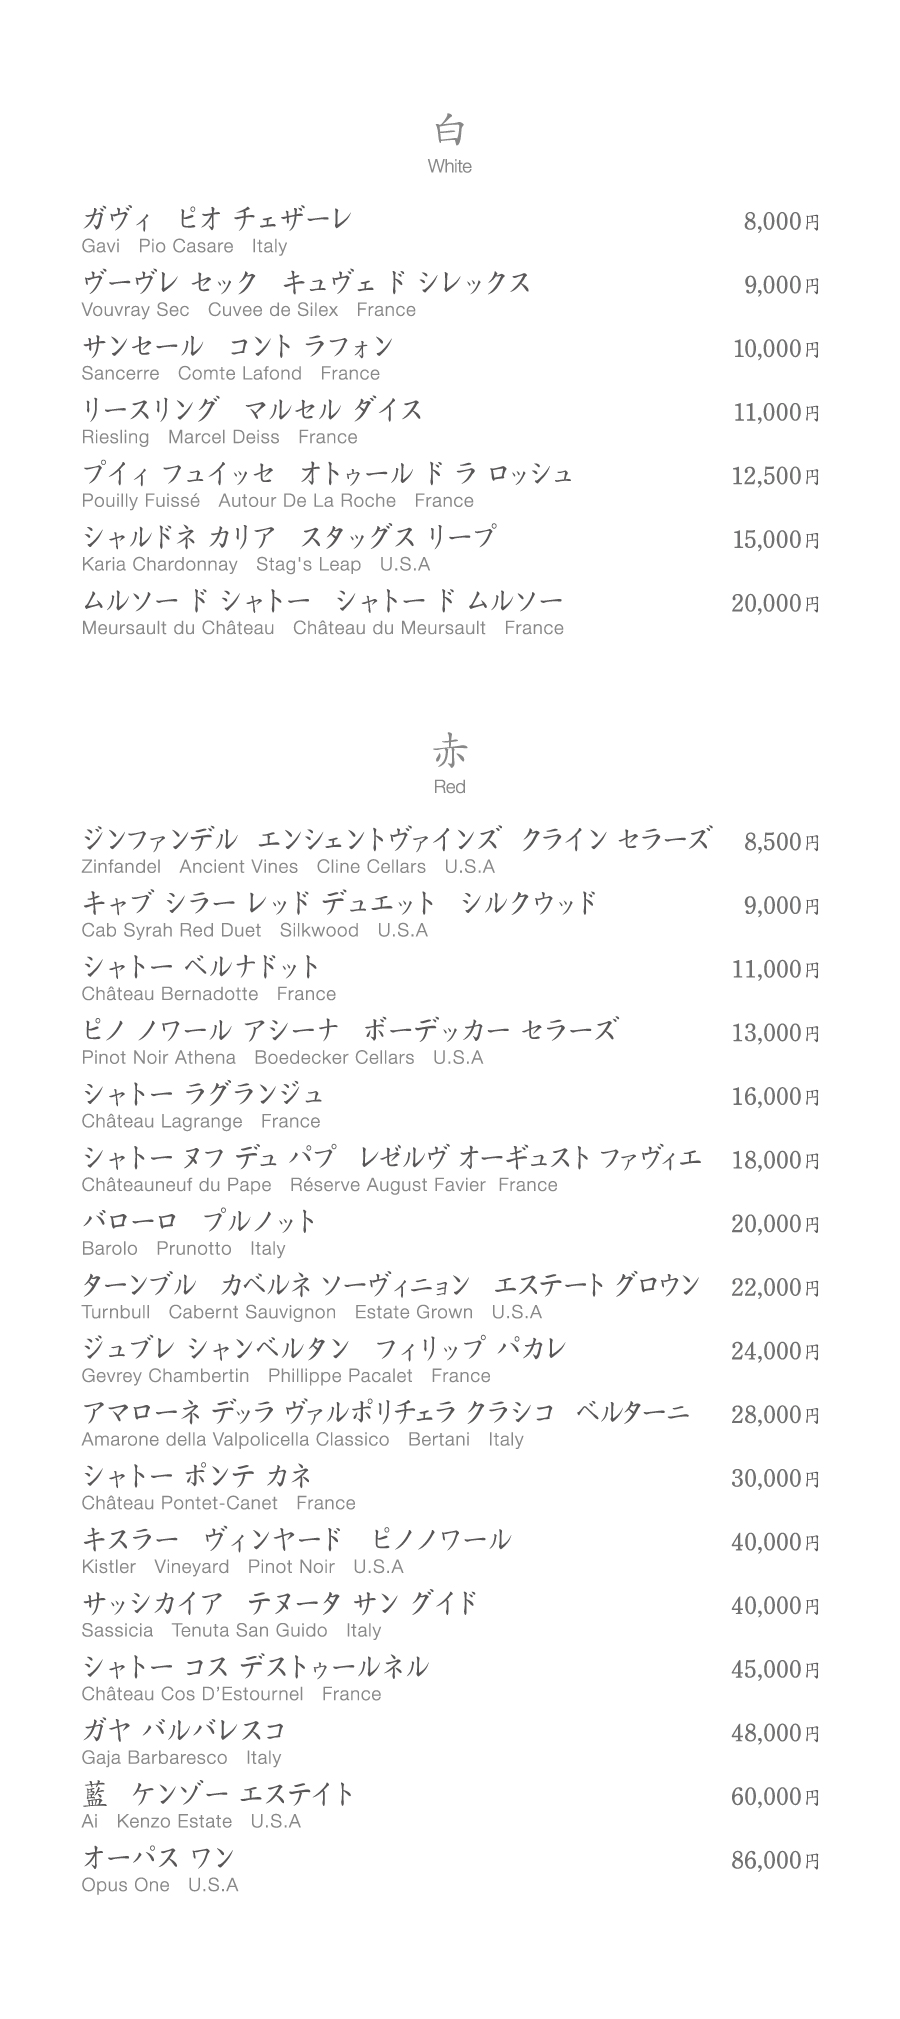 白
White
ガヴィ　ピオ チェザーレ 8,000円
Gavi　Pio Casare　Italy
ヴーヴレ セック　キュヴェ ド シレックス 9,000円
Vouvray Sec　Cuvee de Silex　France
サンセール　コント ラフォン 10,000円
Sancerre　Comte Lafond　France
リースリング　マルセル ダイス 11,000円
Riesling　Marcel Deiss　France
プイィ フュイッセ　オトゥール ド ラ ロッシュ 12,500円
Pouilly Fuissé　Autour De La Roche　France
シャルドネ カリア　スタッグス リープ 15,000円
Karia Chardonnay　Stag's Leap　U.S.A
ムルソー ド シャトー　シャトー ド ムルソー 20,000円
Meursault du Château　Château du Meursault　France
赤
Red
ジンファンデル　エンシェントヴァインズ　クライン セラーズ 8,500円
Zinfandel　Ancient Vines　Cline Cellars　U.S.A
キャブ シラー レッド デュエット　シルクウッド 9,000円
Cab Syrah Red Duet　Silkwood　U.S.A
シャトー ベルナドット 11,000円
Château Bernadotte　France
ピノ ノワール アシーナ　ボーデッカー セラーズ 13,000円
Pinot Noir Athena　Boedecker Cellars　U.S.A
シャトー ラグランジュ 16,000円
Château Lagrange　France
シャトー ヌフ デュ パプ　レゼルヴ オーギュスト ファヴィエ 18,000円
Châteauneuf du Pape　Réserve August Favier　France
バローロ　プルノット 20,000円
Barolo　Prunotto　Italy
ターンブル　カベルネ ソーヴィニョン　エステート グロウン 22,000円
Turnbull　Cabernt Sauvignon　Estate Grown　U.S.A
ジュブレ シャンベルタン　フィリップ パカレ 24,000円
Gevrey Chambertin　Phillippe Pacalet　France
アマローネ デッラ ヴァルポリチェラ クラシコ　ベルターニ 28,000円
Amarone della Valpolicella Classico　Bertani　Italy
シャトー ポンテ カネ 30,000円
Château Pontet-Canet　France
キスラー　ヴィンヤード　ピノノワール 40,000円
Kistler　Vineyard　Pinot Noir　U.S.A
サッシカイア　テヌータ サン グイド 40,000円
Sassicia　Tenuta San Guido　Italy
シャトー コス デストゥールネル 45,000円
Château Cos D’Estournel　France
ガヤ バルバレスコ 48,000円
Gaja Barbaresco　Italy
藍　ケンゾー エステイト 60,000円
Ai　Kenzo Estate　U.S.A
オーパス ワン 86,000円
Opus One　U.S.A